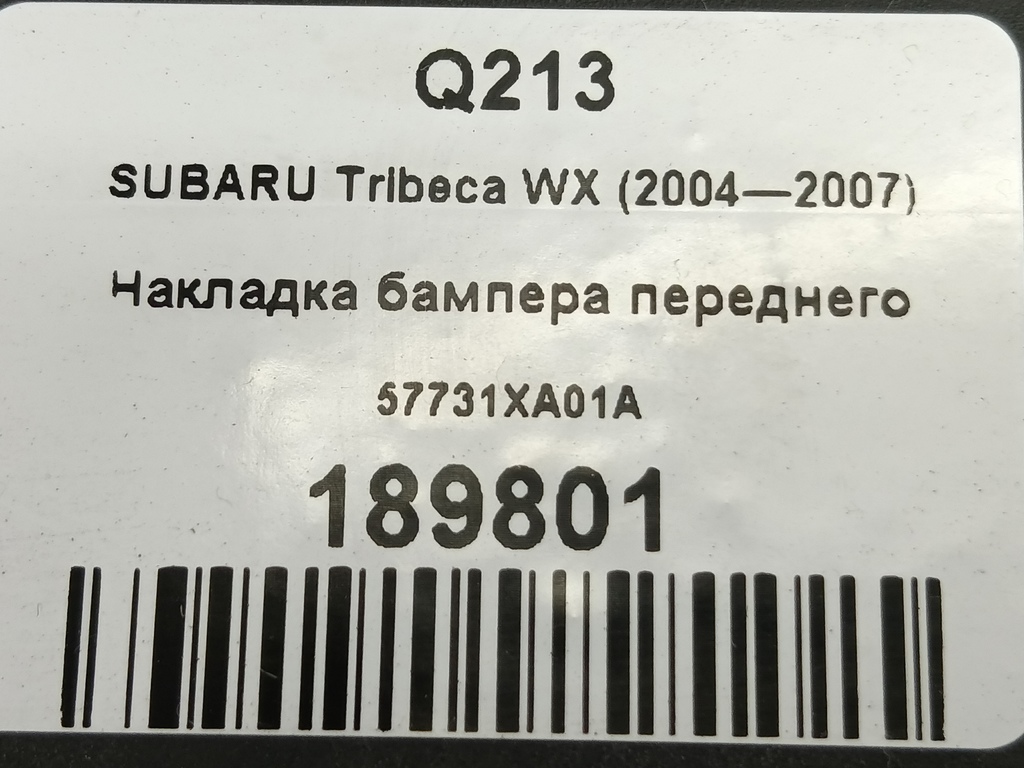 Q213
SUBARU Tribeca WX (2004—2007)
Накладка бампера переднего
57731XA01A
189801